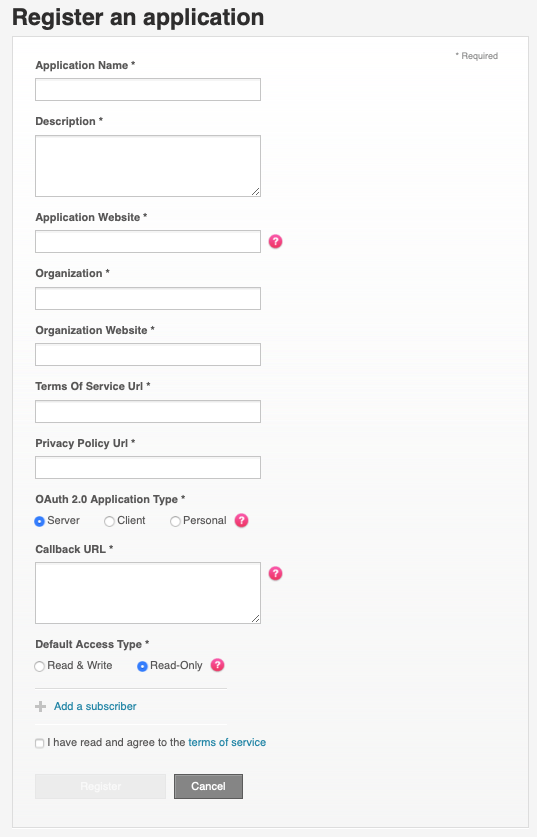 Register an application
* Required
Application Name *
Description *
Application Website *
?
Organization *
Organization Website *
Terms Of Service Url *
Privacy Policy Url *
OAuth 2.0 Application Type *
Server Client Personal ?
Callback URL *
?
Default Access Type *
Read & Write Read-Only ?
Add a subscriber
I have read and agree to the terms of service
Register Cancel